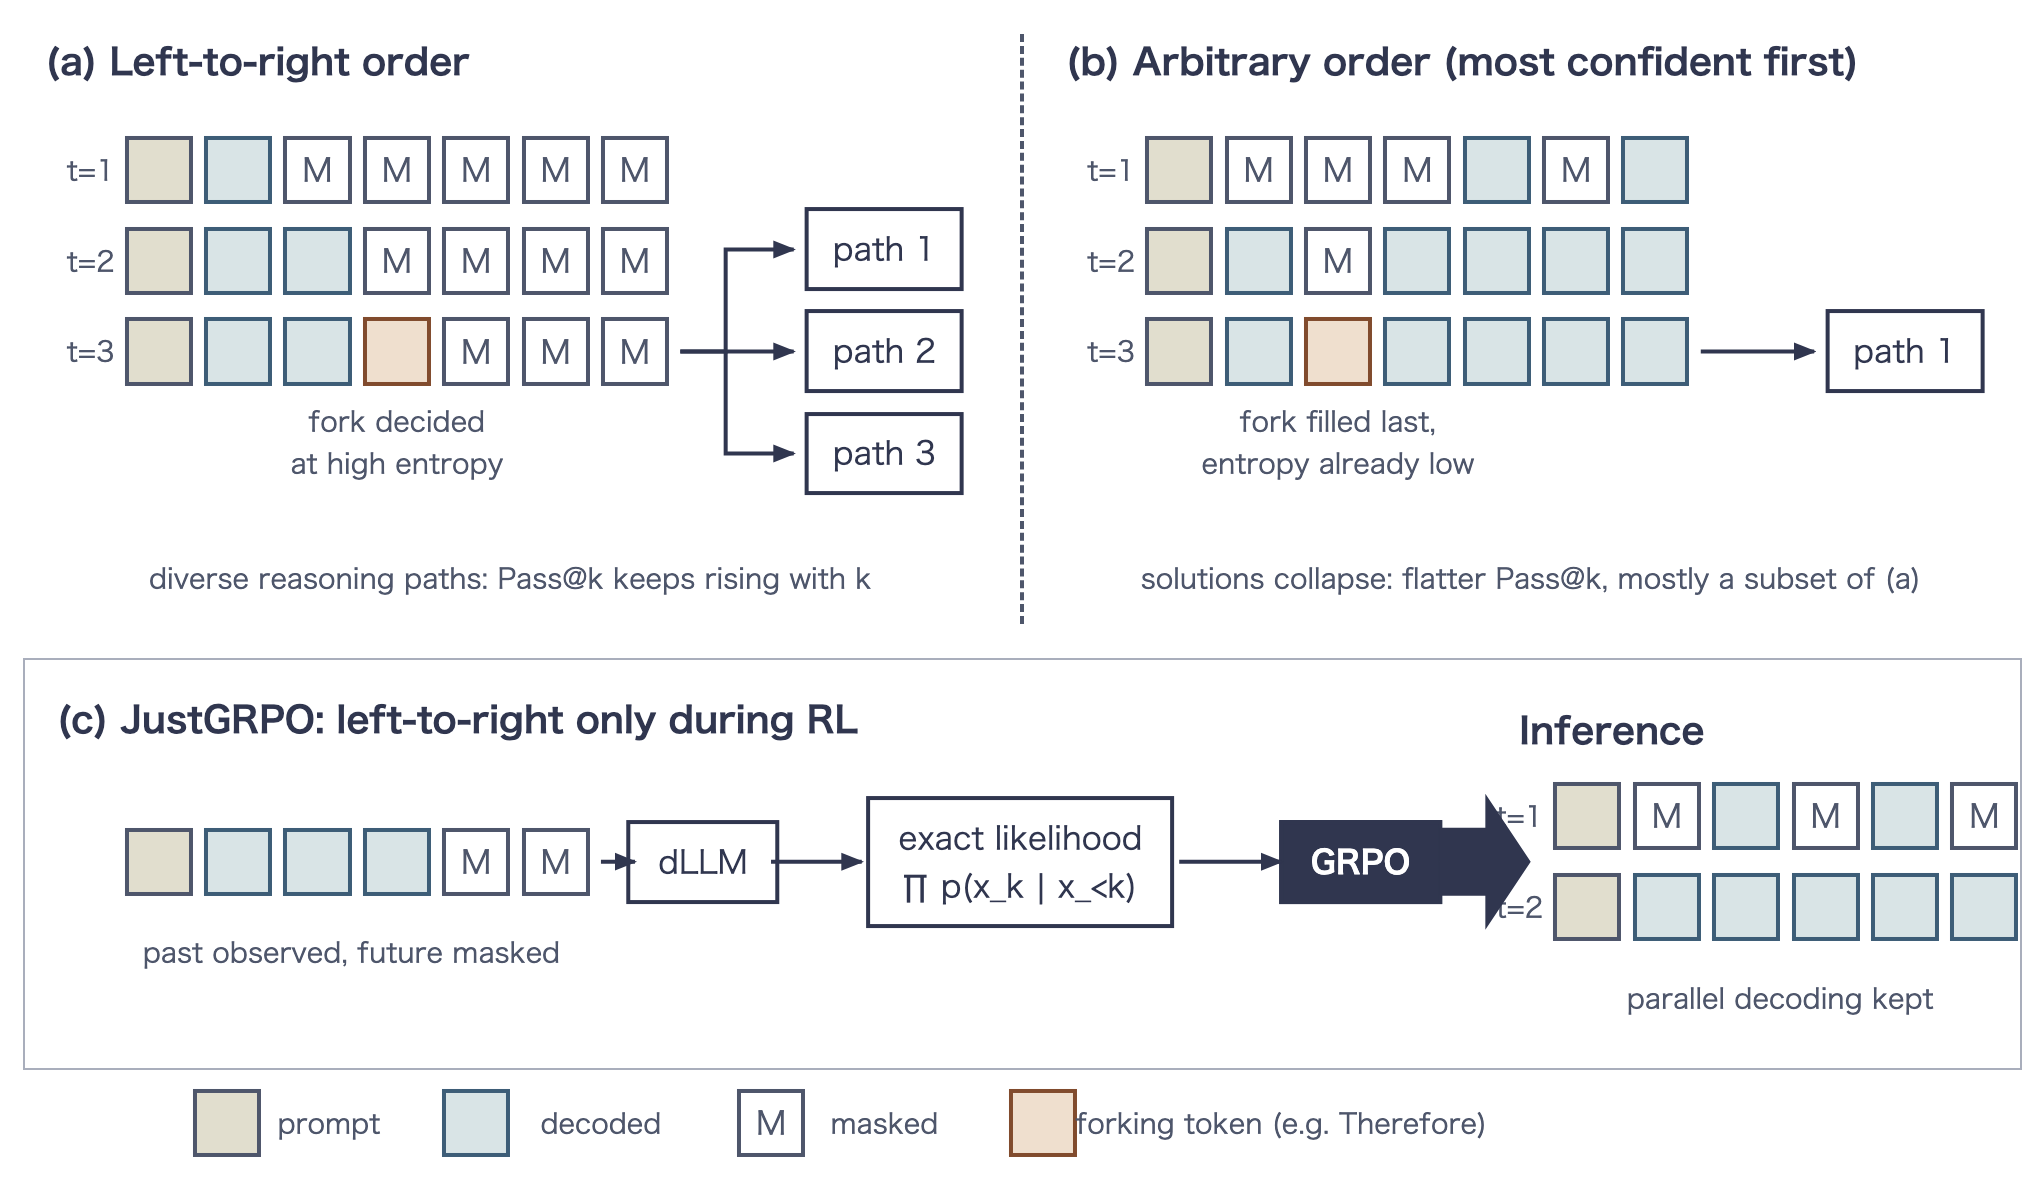 (a) Left-to-right order
t=1 M M M M M
t=2 M M M M
t=3 M M M
path 1
path 2
path 3
fork decided
at high entropy
diverse reasoning paths: Pass@k keeps rising with k
(b) Arbitrary order (most confident first)
t=1 M M M M
t=2 M
t=3
path 1
fork filled last,
entropy already low
solutions collapse: flatter Pass@k, mostly a subset of (a)
(c) JustGRPO: left-to-right only during RL
M M
past observed, future masked
dLLM
exact likelihood
∏ p(x_k | x_<k)
GRPO
Inference
t=1 M M M
t=2
parallel decoding kept
prompt
decoded
M masked
forking token (e.g. Therefore)